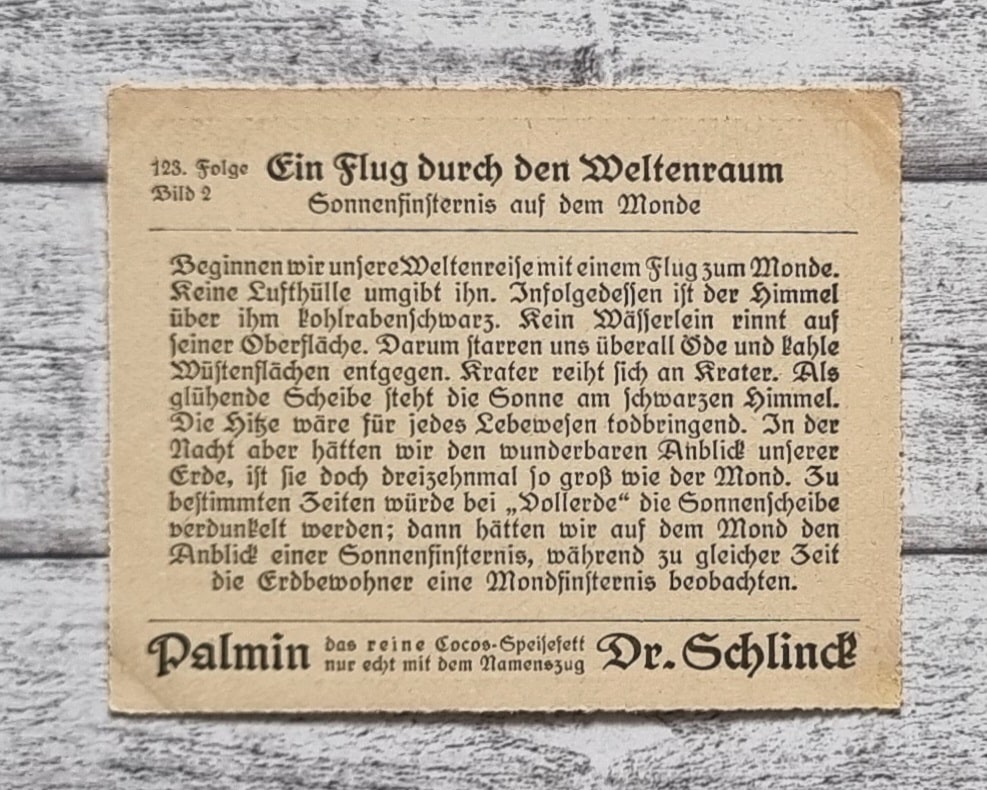 123. Folge Ein Flug durch den Weltenraum
Bild 2 Sonnenfinſternis auf dem Monde
Beginnen wir unſere Weltenreiſe mit einem Flug zum Monde.
Keine Lufthülle umgibt ihn. Infolgedeſſen iſt der Himmel
über ihm kohlrabenſchwarz. Kein Wäſſerlein rinnt auf
ſeiner Oberfläche. Darum ſtarren uns überall Öde und kahle
Wüſtenflächen entgegen. Krater reiht ſich an Krater. Als
glühende Scheibe ſteht die Sonne am ſchwarzen Himmel.
Die Hitze wäre für jedes Lebeweſen todbringend. In der
Nacht aber hätten wir den wunderbaren Anblick unſerer
Erde, iſt ſie doch dreizehnmal ſo groß wie der Mond. Zu
beſtimmten Zeiten würde bei „Vollerde“ die Sonnenſcheibe
verdunkelt werden; dann hätten wir auf dem Mond den
Anblick einer Sonnenfinſternis, während zu gleicher Zeit
die Erdbewohner eine Mondfinſternis beobachten.
Palmin das reine Cocos-Speiſefett Dr. Schlinck
nur echt mit dem Namenszug